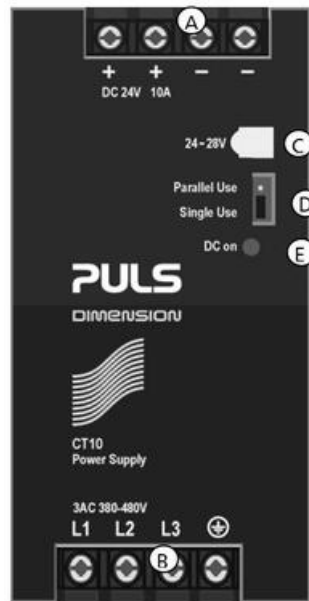 A
+ + − −
DC 24V 10A
24-28V C
Parallel Use
Single Use D
DC on E
PULS
DIMENSION
CT10
Power Supply
3AC 380-480V
L1 L2 L3
B